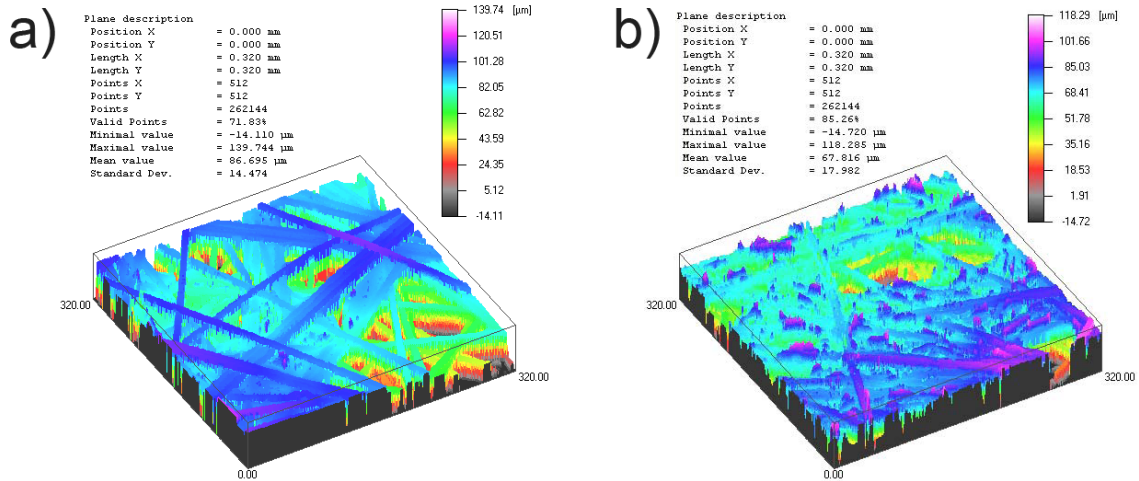 a)
Plane description
Position X = 0.000 mm
Position Y = 0.000 mm
Length X = 0.320 mm
Length Y = 0.320 mm
Points X = 512
Points Y = 512
Points = 262144
Valid Points = 71.83%
Minimal value = -14.110 µm
Maximal value = 139.744 µm
Mean value = 86.695 µm
Standard Dev. = 14.474
139.74 [µm]
120.51
101.28
82.05
62.82
43.59
24.35
5.12
-14.11
320.00
320.00
0.00
b)
Plane description
Position X = 0.000 mm
Position Y = 0.000 mm
Length X = 0.320 mm
Length Y = 0.320 mm
Points X = 512
Points Y = 512
Points = 262144
Valid Points = 85.26%
Minimal value = -14.720 µm
Maximal value = 118.285 µm
Mean value = 67.816 µm
Standard Dev. = 17.982
118.29 [µm]
101.66
85.03
68.41
51.78
35.16
18.53
1.91
-14.72
320.00
320.00
0.00